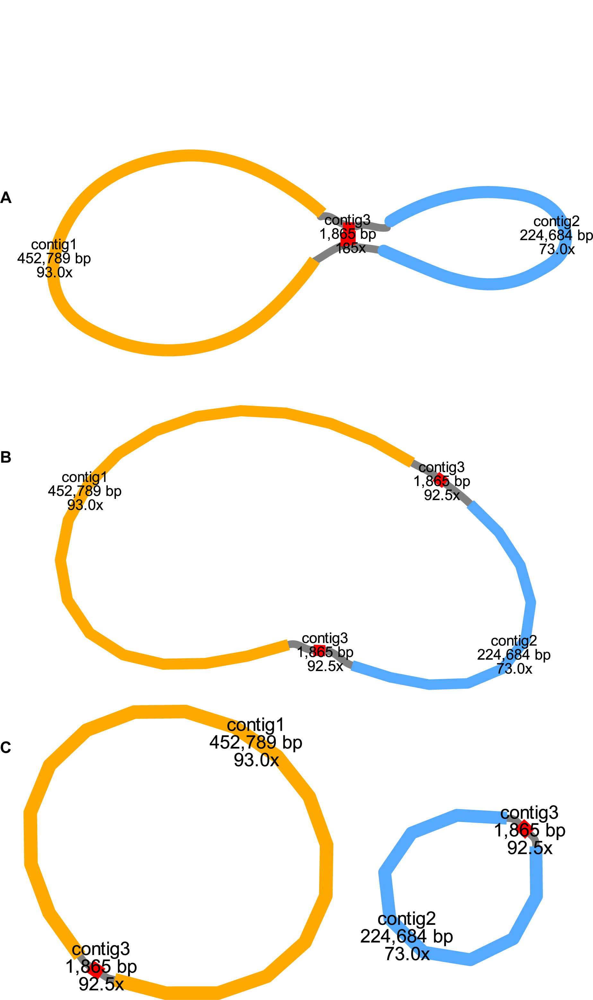 A
contig1
452,789 bp
93.0x
contig3
1,865 bp
185x
contig2
224,684 bp
73.0x
B
contig1
452,789 bp
93.0x
contig3
1,865 bp
92.5x
contig3
1,865 bp
92.5x
contig2
224,684 bp
73.0x
C
contig1
452,789 bp
93.0x
contig3
1,865 bp
92.5x
contig2
224,684 bp
73.0x
contig3
1,865 bp
92.5x